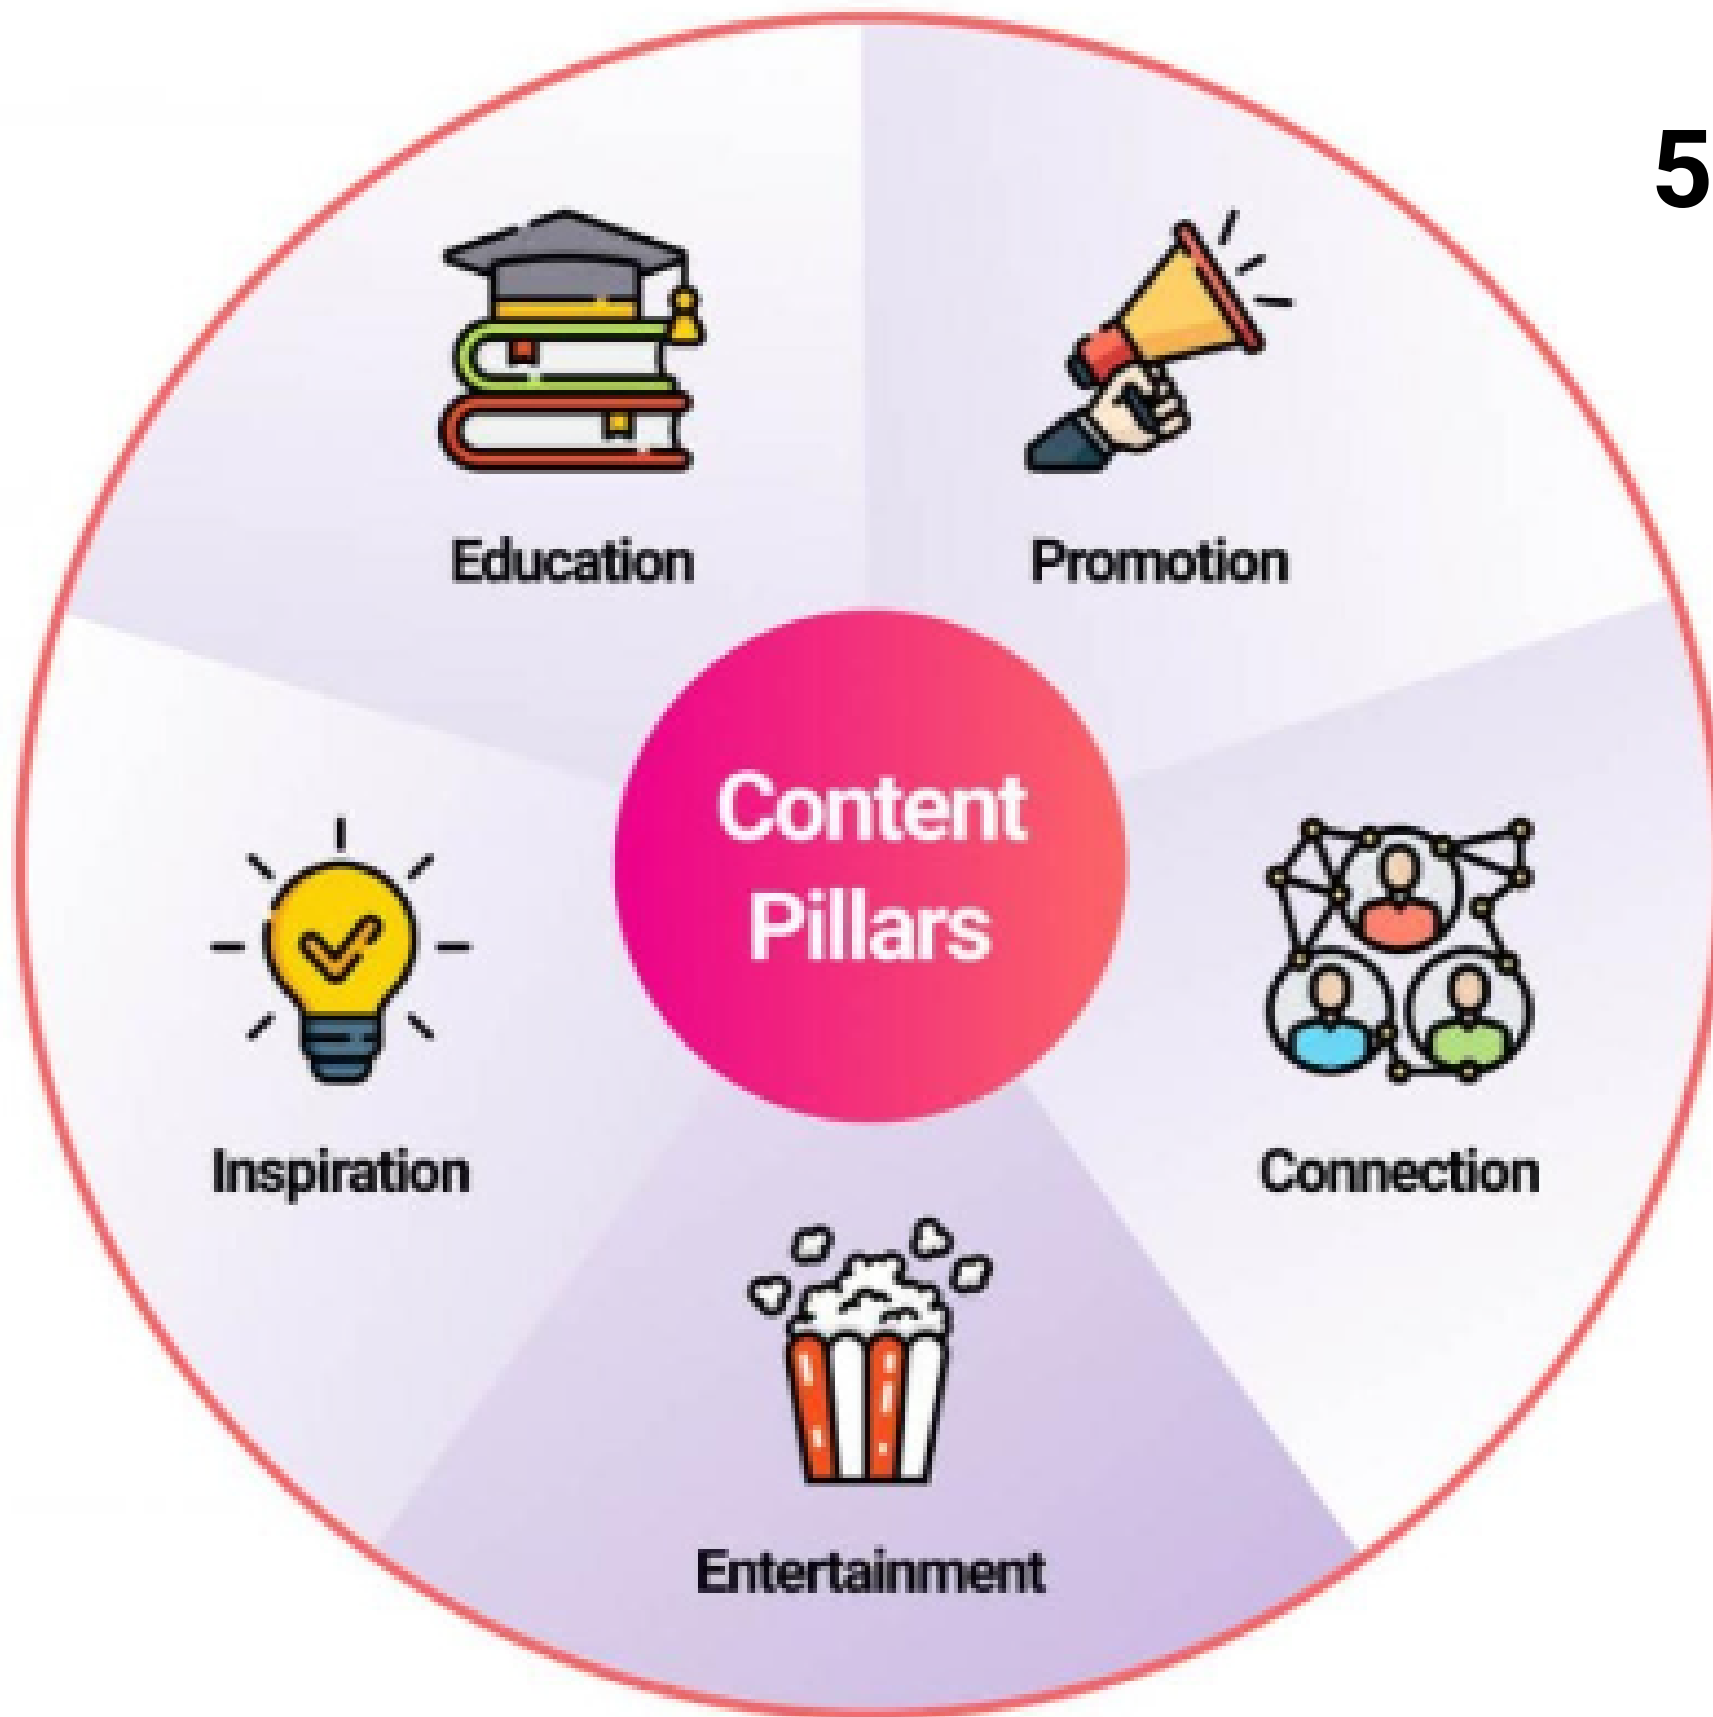 5
Education
Promotion
Content
Pillars
Inspiration
Connection
Entertainment